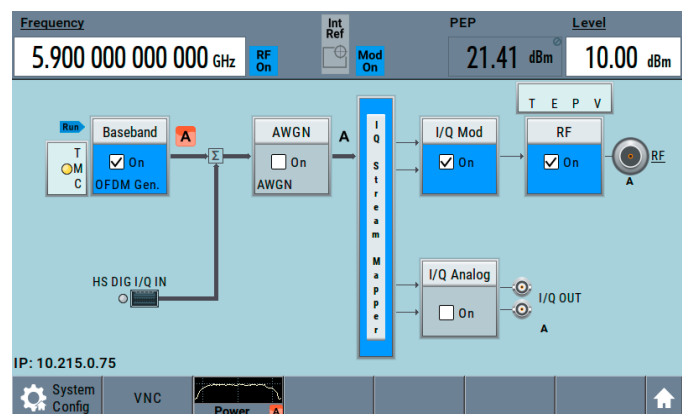 Frequency
Int
Ref
PEP
Level
5.900 000 000 000 GHz
RF
On
Mod
On
21.41 dBm
10.00 dBm
T E P V
Run
Baseband
A
AWGN
A
I/Q Mod
RF
T
M
C
On
OFDM Gen.
Σ
On
AWGN
I
Q
S
t
r
e
a
m
M
a
p
p
e
r
On
On
RF
A
HS DIG I/Q IN
I/Q Analog
On
I/Q OUT
A
IP: 10.215.0.75
System
Config
VNC
Power A